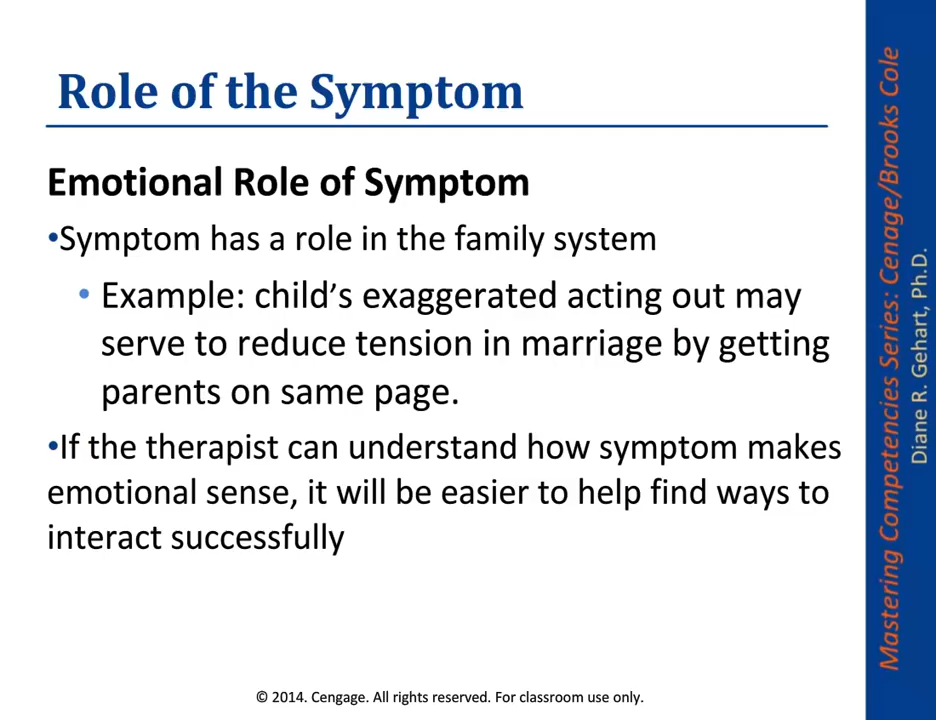 Role of the Symptom
Emotional Role of Symptom
•Symptom has a role in the family system
• Example: child's exaggerated acting out may
serve to reduce tension in marriage by getting
parents on same page.
•If the therapist can understand how symptom makes
emotional sense, it will be easier to help find ways to
interact successfully
© 2014. Cengage. All rights reserved. For classroom use only.
Mastering Competencies Series: Cenage/Brooks Cole
Diane R. Gehart, Ph.D.